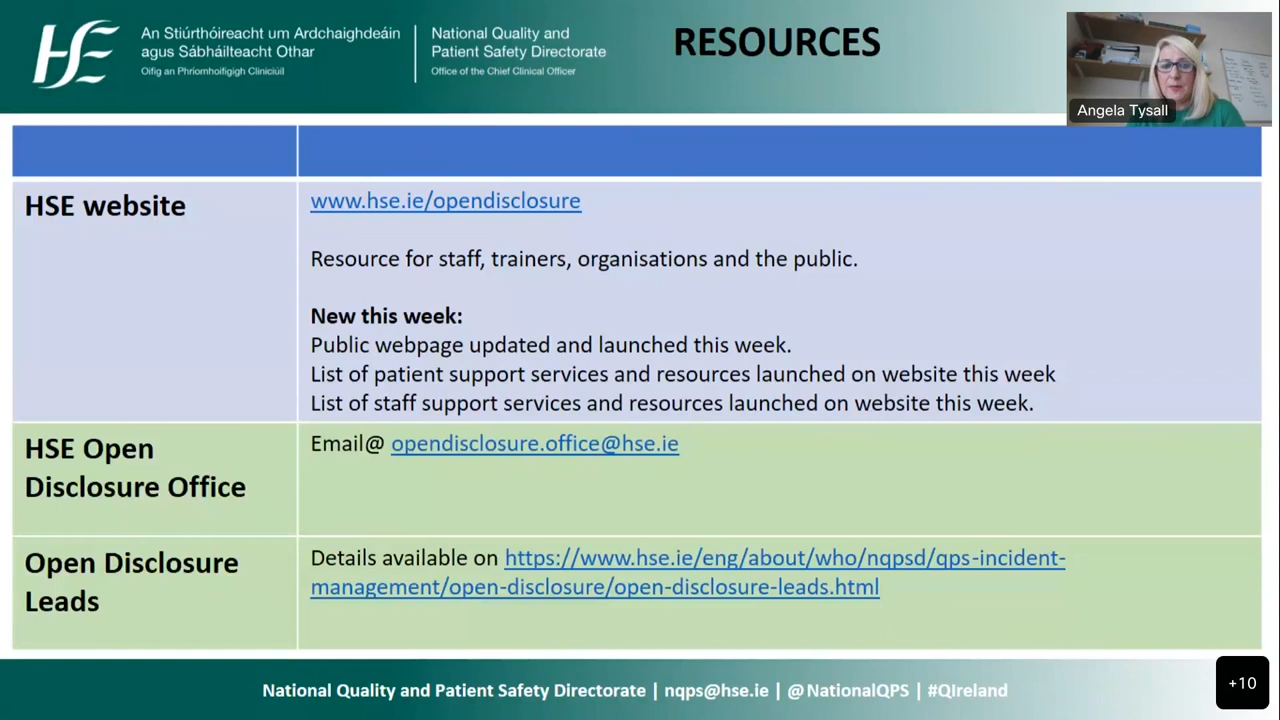 HSE
An Stiúrthóireacht um Ardchaighdeáin
agus Sábháilteacht Othar
Oifig an Phríomhoifigigh Cliniciúil
National Quality and
Patient Safety Directorate
Office of the Chief Clinical Officer
RESOURCES
Angela Tysall
HSE website
www.hse.ie/opendisclosure
Resource for staff, trainers, organisations and the public.
New this week:
Public webpage updated and launched this week.
List of patient support services and resources launched on website this week
List of staff support services and resources launched on website this week.
HSE Open
Disclosure Office
Email@ opendisclosure.office@hse.ie
Open Disclosure
Leads
Details available on https://www.hse.ie/eng/about/who/nqpsd/qps-incident-
management/open-disclosure/open-disclosure-leads.html
National Quality and Patient Safety Directorate | nqps@hse.ie | @NationalQPS | #QIreland
+10